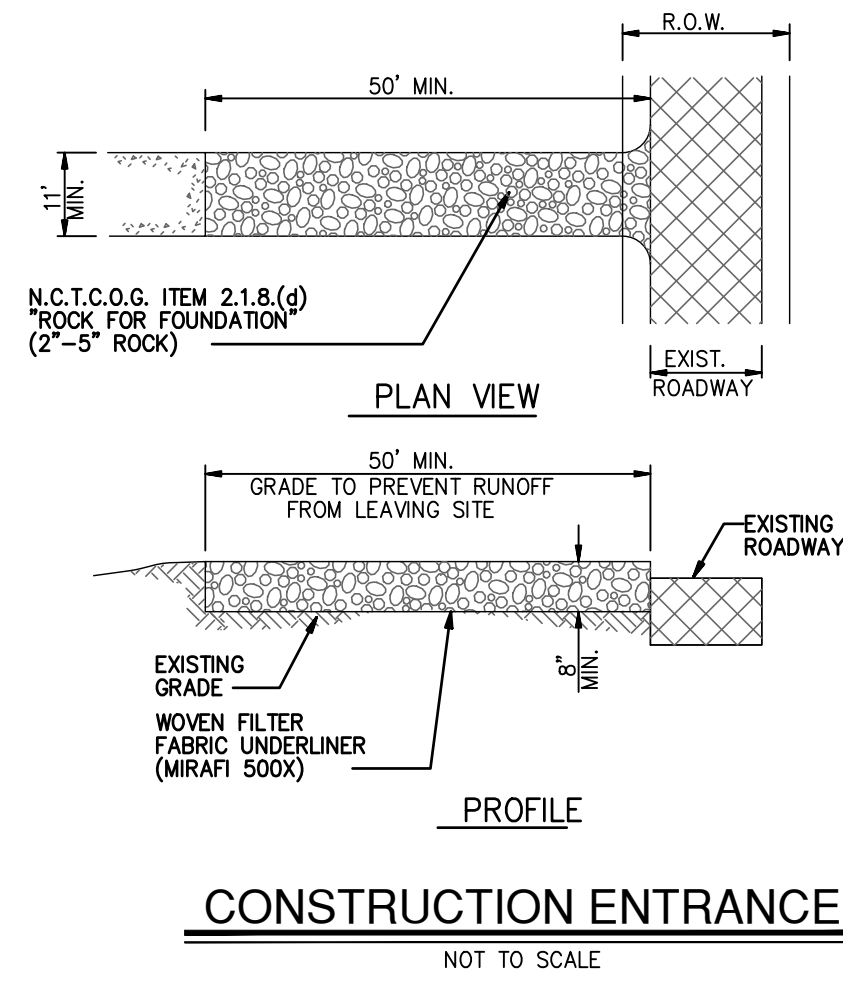 R.O.W.
50' MIN.
11'
MIN.
N.C.T.C.O.G. ITEM 2.1.8.(d)
"ROCK FOR FOUNDATION"
(2"-5" ROCK)
EXIST.
ROADWAY
PLAN VIEW
50' MIN.
GRADE TO PREVENT RUNOFF
FROM LEAVING SITE
EXISTING
ROADWAY
8"
MIN.
EXISTING
GRADE
WOVEN FILTER
FABRIC UNDERLINER
(MIRAFI 500X)
PROFILE
CONSTRUCTION ENTRANCE
NOT TO SCALE